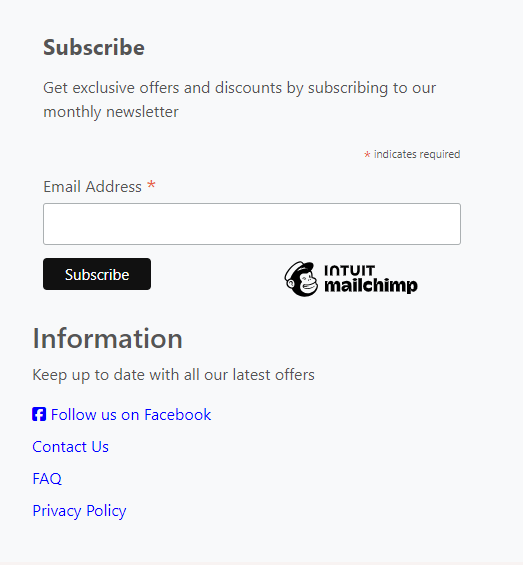 Subscribe
Get exclusive offers and discounts by subscribing to our
monthly newsletter
* indicates required
Email Address *
Subscribe
INTUIT
mailchimp
Information
Keep up to date with all our latest offers
Follow us on Facebook
Contact Us
FAQ
Privacy Policy